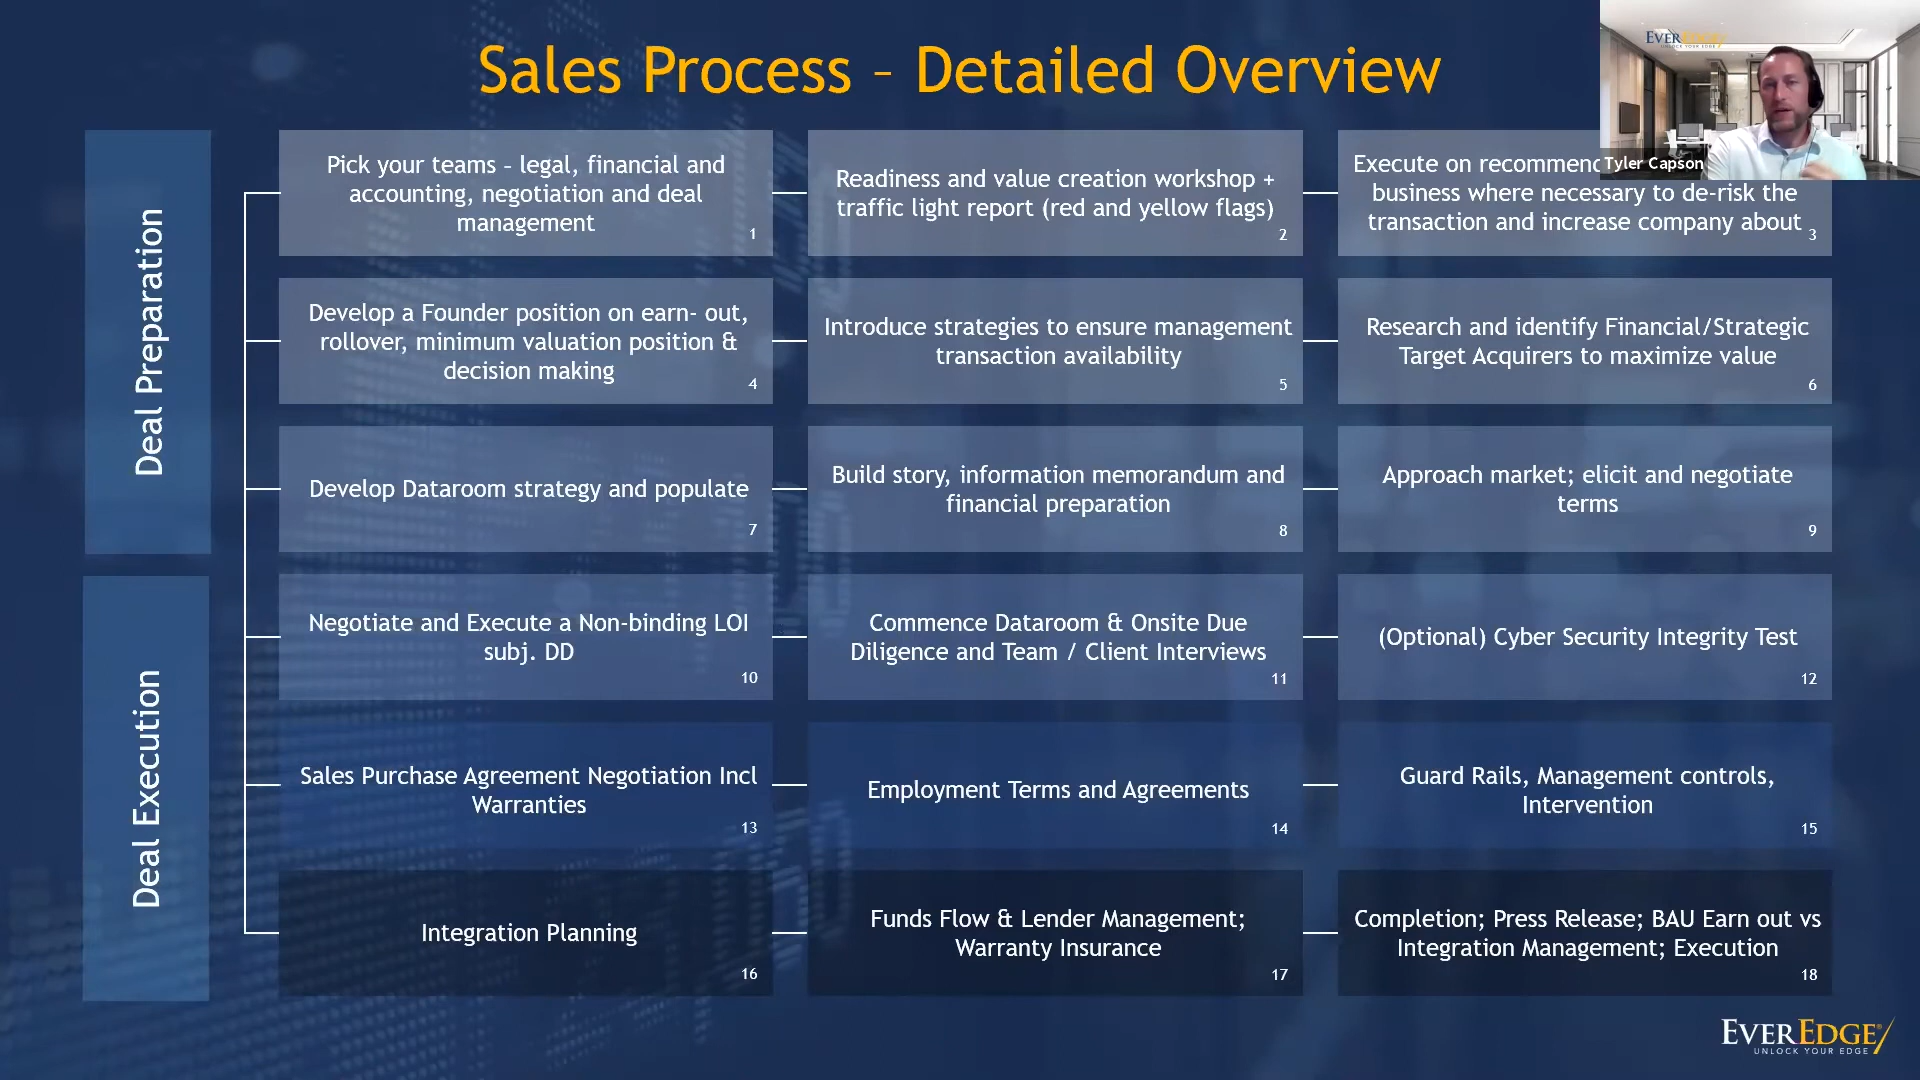 Sales Process – Detailed Overview
EVEREDGE
UNLOCK YOUR EDGE
Tyler Capson
Deal Preparation
Pick your teams – legal, financial and
accounting, negotiation and deal
management
1
Readiness and value creation workshop +
traffic light report (red and yellow flags)
2
Execute on
business where necessary to de-risk the
transaction and increase company about
3
Develop a Founder position on earn- out,
rollover, minimum valuation position &
decision making
4
Introduce strategies to ensure management
transaction availability
5
Research and identify Financial/Strategic
Target Acquirers to maximize value
6
Develop Dataroom strategy and populate
7
Build story, information memorandum and
financial preparation
8
Approach market; elicit and negotiate
terms
9
Deal Execution
Negotiate and Execute a Non-binding LOI
subj. DD
10
Commence Dataroom & Onsite Due
Diligence and Team / Client Interviews
11
(Optional) Cyber Security Integrity Test
12
Sales Purchase Agreement Negotiation Incl
Warranties
13
Employment Terms and Agreements
14
Guard Rails, Management controls,
Intervention
15
Integration Planning
16
Funds Flow & Lender Management;
Warranty Insurance
17
Completion; Press Release; BAU Earn out vs
Integration Management; Execution
18
EVEREDGE®
UNLOCK YOUR EDGE